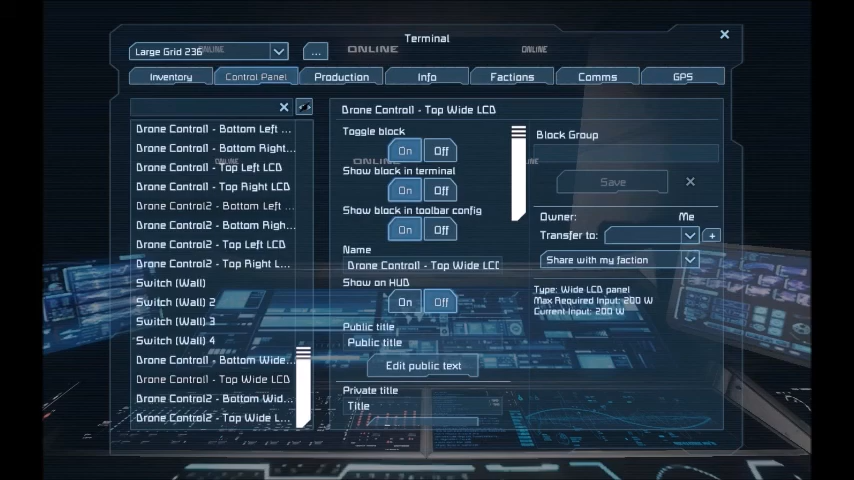 Terminal
Large Grid 236
...
ONLINE
ONLINE
ONLINE
Inventory
Control Panel
Production
Info
Factions
Comms
GPS
Drone Control1 - Bottom Left ...
Drone Control1 - Bottom Right...
Drone Control1 - Top Left LCD
Drone Control1 - Top Right LCD
Drone Control2 - Bottom Left ...
Drone Control2 - Bottom Righ...
Drone Control2 - Top Left LCD
Drone Control2 - Top Right L...
Switch (Wall)
Switch (Wall) 2
Switch (Wall) 3
Switch (Wall) 4
Drone Control1 - Bottom Wide...
Drone Control1 - Top Wide LCD
Drone Control2 - Bottom Wid...
Drone Control2 - Top Wide L...
ONLINE
ONLINE
Drone Control1 - Top Wide LCD
Toggle block
On Off
Show block in terminal
On Off
Show block in toolbar config
On Off
Name
Drone Control1 - Top Wide LCD
Show on HUD
On Off
Public title
Public title
Edit public text
Private title
Title
Block Group
Save
Owner: Me
Transfer to:
+
Share with my faction
Type: Wide LCD panel
Max Required Input: 200 W
Current Input: 200 W